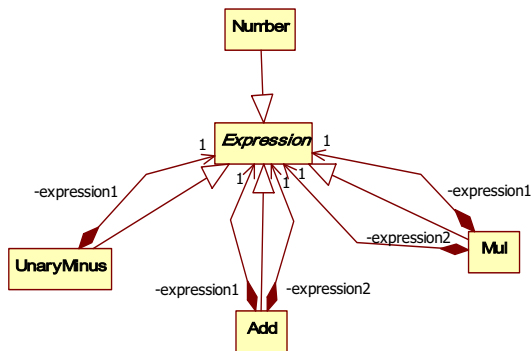 Number
Expression
1
1
1
1
1
-expression1
-expression1
-expression2
UnaryMinus
Mul
-expression1
-expression2
Add